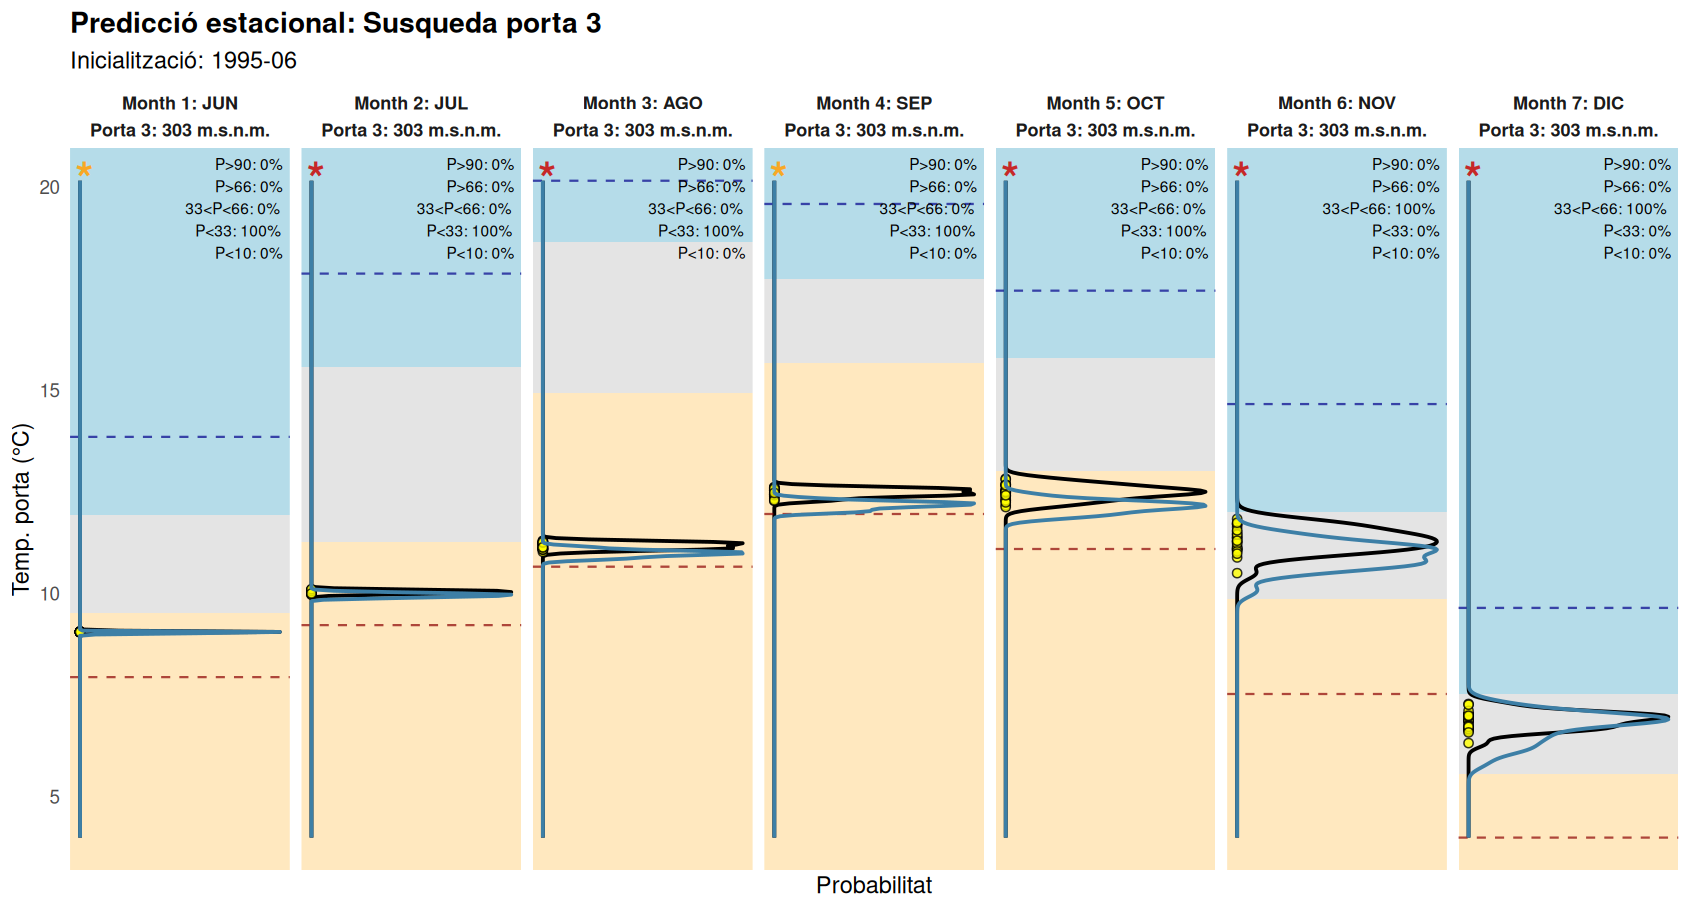 Predicció estacional: Susqueda porta 3
Inicialització: 1995-06
Month 1: JUN
Porta 3: 303 m.s.n.m.
Month 2: JUL
Porta 3: 303 m.s.n.m.
Month 3: AGO
Porta 3: 303 m.s.n.m.
Month 4: SEP
Porta 3: 303 m.s.n.m.
Month 5: OCT
Porta 3: 303 m.s.n.m.
Month 6: NOV
Porta 3: 303 m.s.n.m.
Month 7: DIC
Porta 3: 303 m.s.n.m.
P>90: 0%
P>66: 0%
33<P<66: 0%
P<33: 100%
P<10: 0%
P>90: 0%
P>66: 0%
33<P<66: 0%
P<33: 100%
P<10: 0%
P>90: 0%
P>66: 0%
33<P<66: 0%
P<33: 100%
P<10: 0%
P>90: 0%
P>66: 0%
33<P<66: 0%
P<33: 100%
P<10: 0%
P>90: 0%
P>66: 0%
33<P<66: 0%
P<33: 100%
P<10: 0%
P>90: 0%
P>66: 0%
33<P<66: 100%
P<33: 0%
P<10: 0%
P>90: 0%
P>66: 0%
33<P<66: 100%
P<33: 0%
P<10: 0%
20
15
10
5
Temp. porta (°C)
Probabilitat